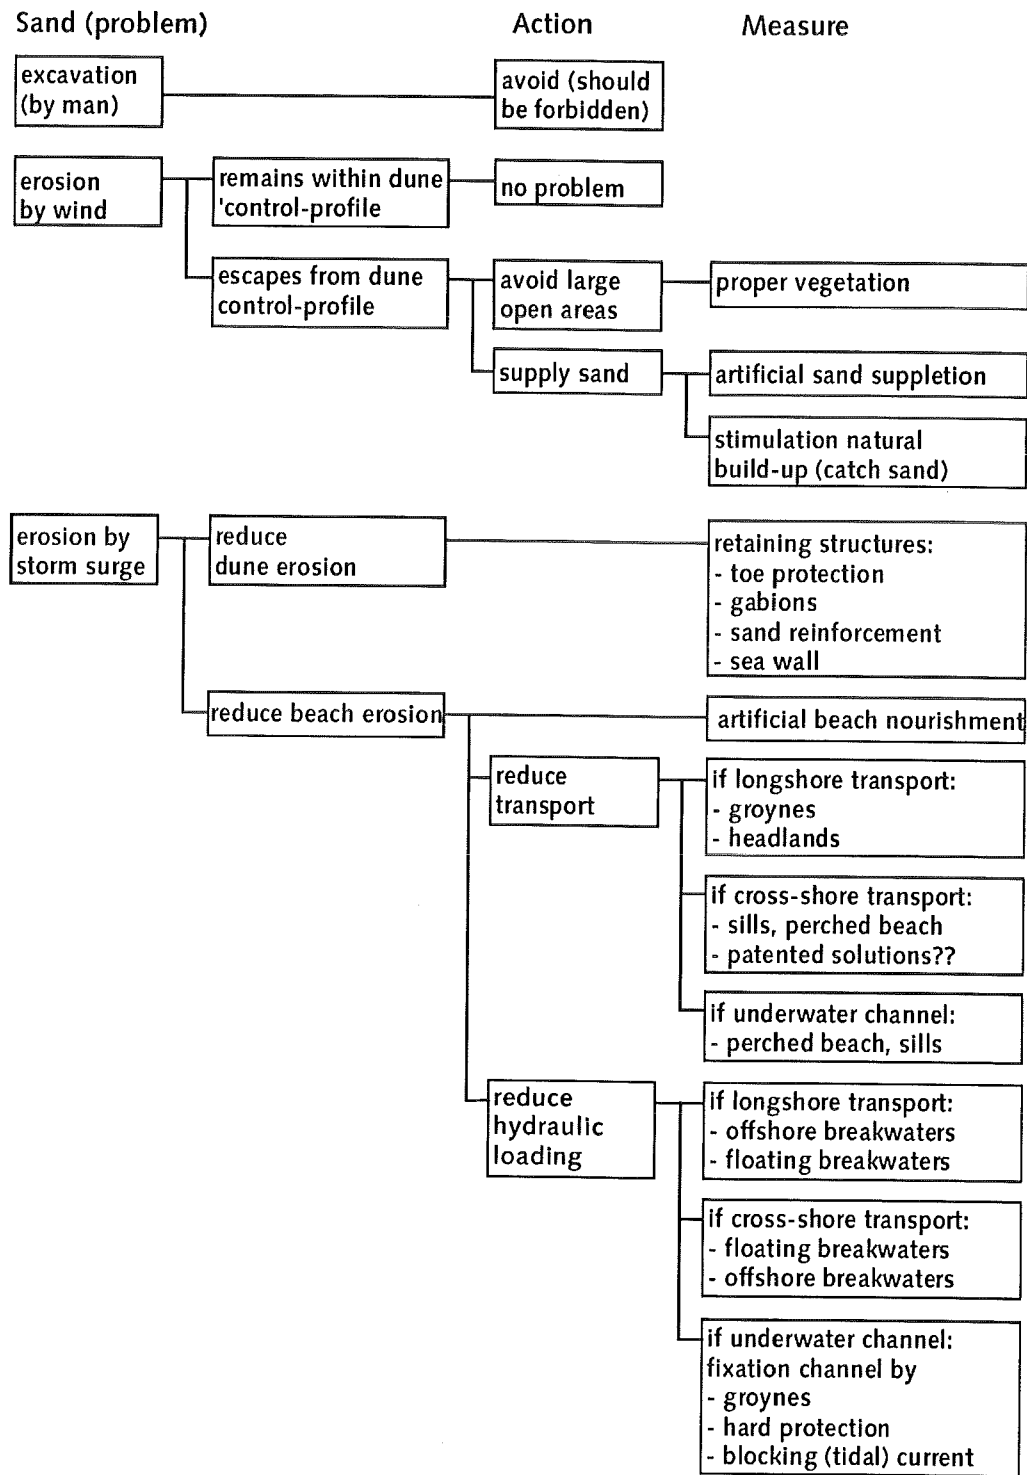 Sand (problem)
Action
Measure
excavation
(by man)
avoid (should
be forbidden)
erosion
by wind
remains within dune
'control-profile
no problem
escapes from dune
control-profile
avoid large
open areas
proper vegetation
supply sand
artificial sand suppletion
stimulation natural
build-up (catch sand)
erosion by
storm surge
reduce
dune erosion
retaining structures:
- toe protection
- gabions
- sand reinforcement
- sea wall
reduce beach erosion
artificial beach nourishment
reduce
transport
if longshore transport:
- groynes
- headlands
if cross-shore transport:
- sills, perched beach
- patented solutions??
if underwater channel:
- perched beach, sills
reduce
hydraulic
loading
if longshore transport:
- offshore breakwaters
- floating breakwaters
if cross-shore transport:
- floating breakwaters
- offshore breakwaters
if underwater channel:
fixation channel by
- groynes
- hard protection
- blocking (tidal) current